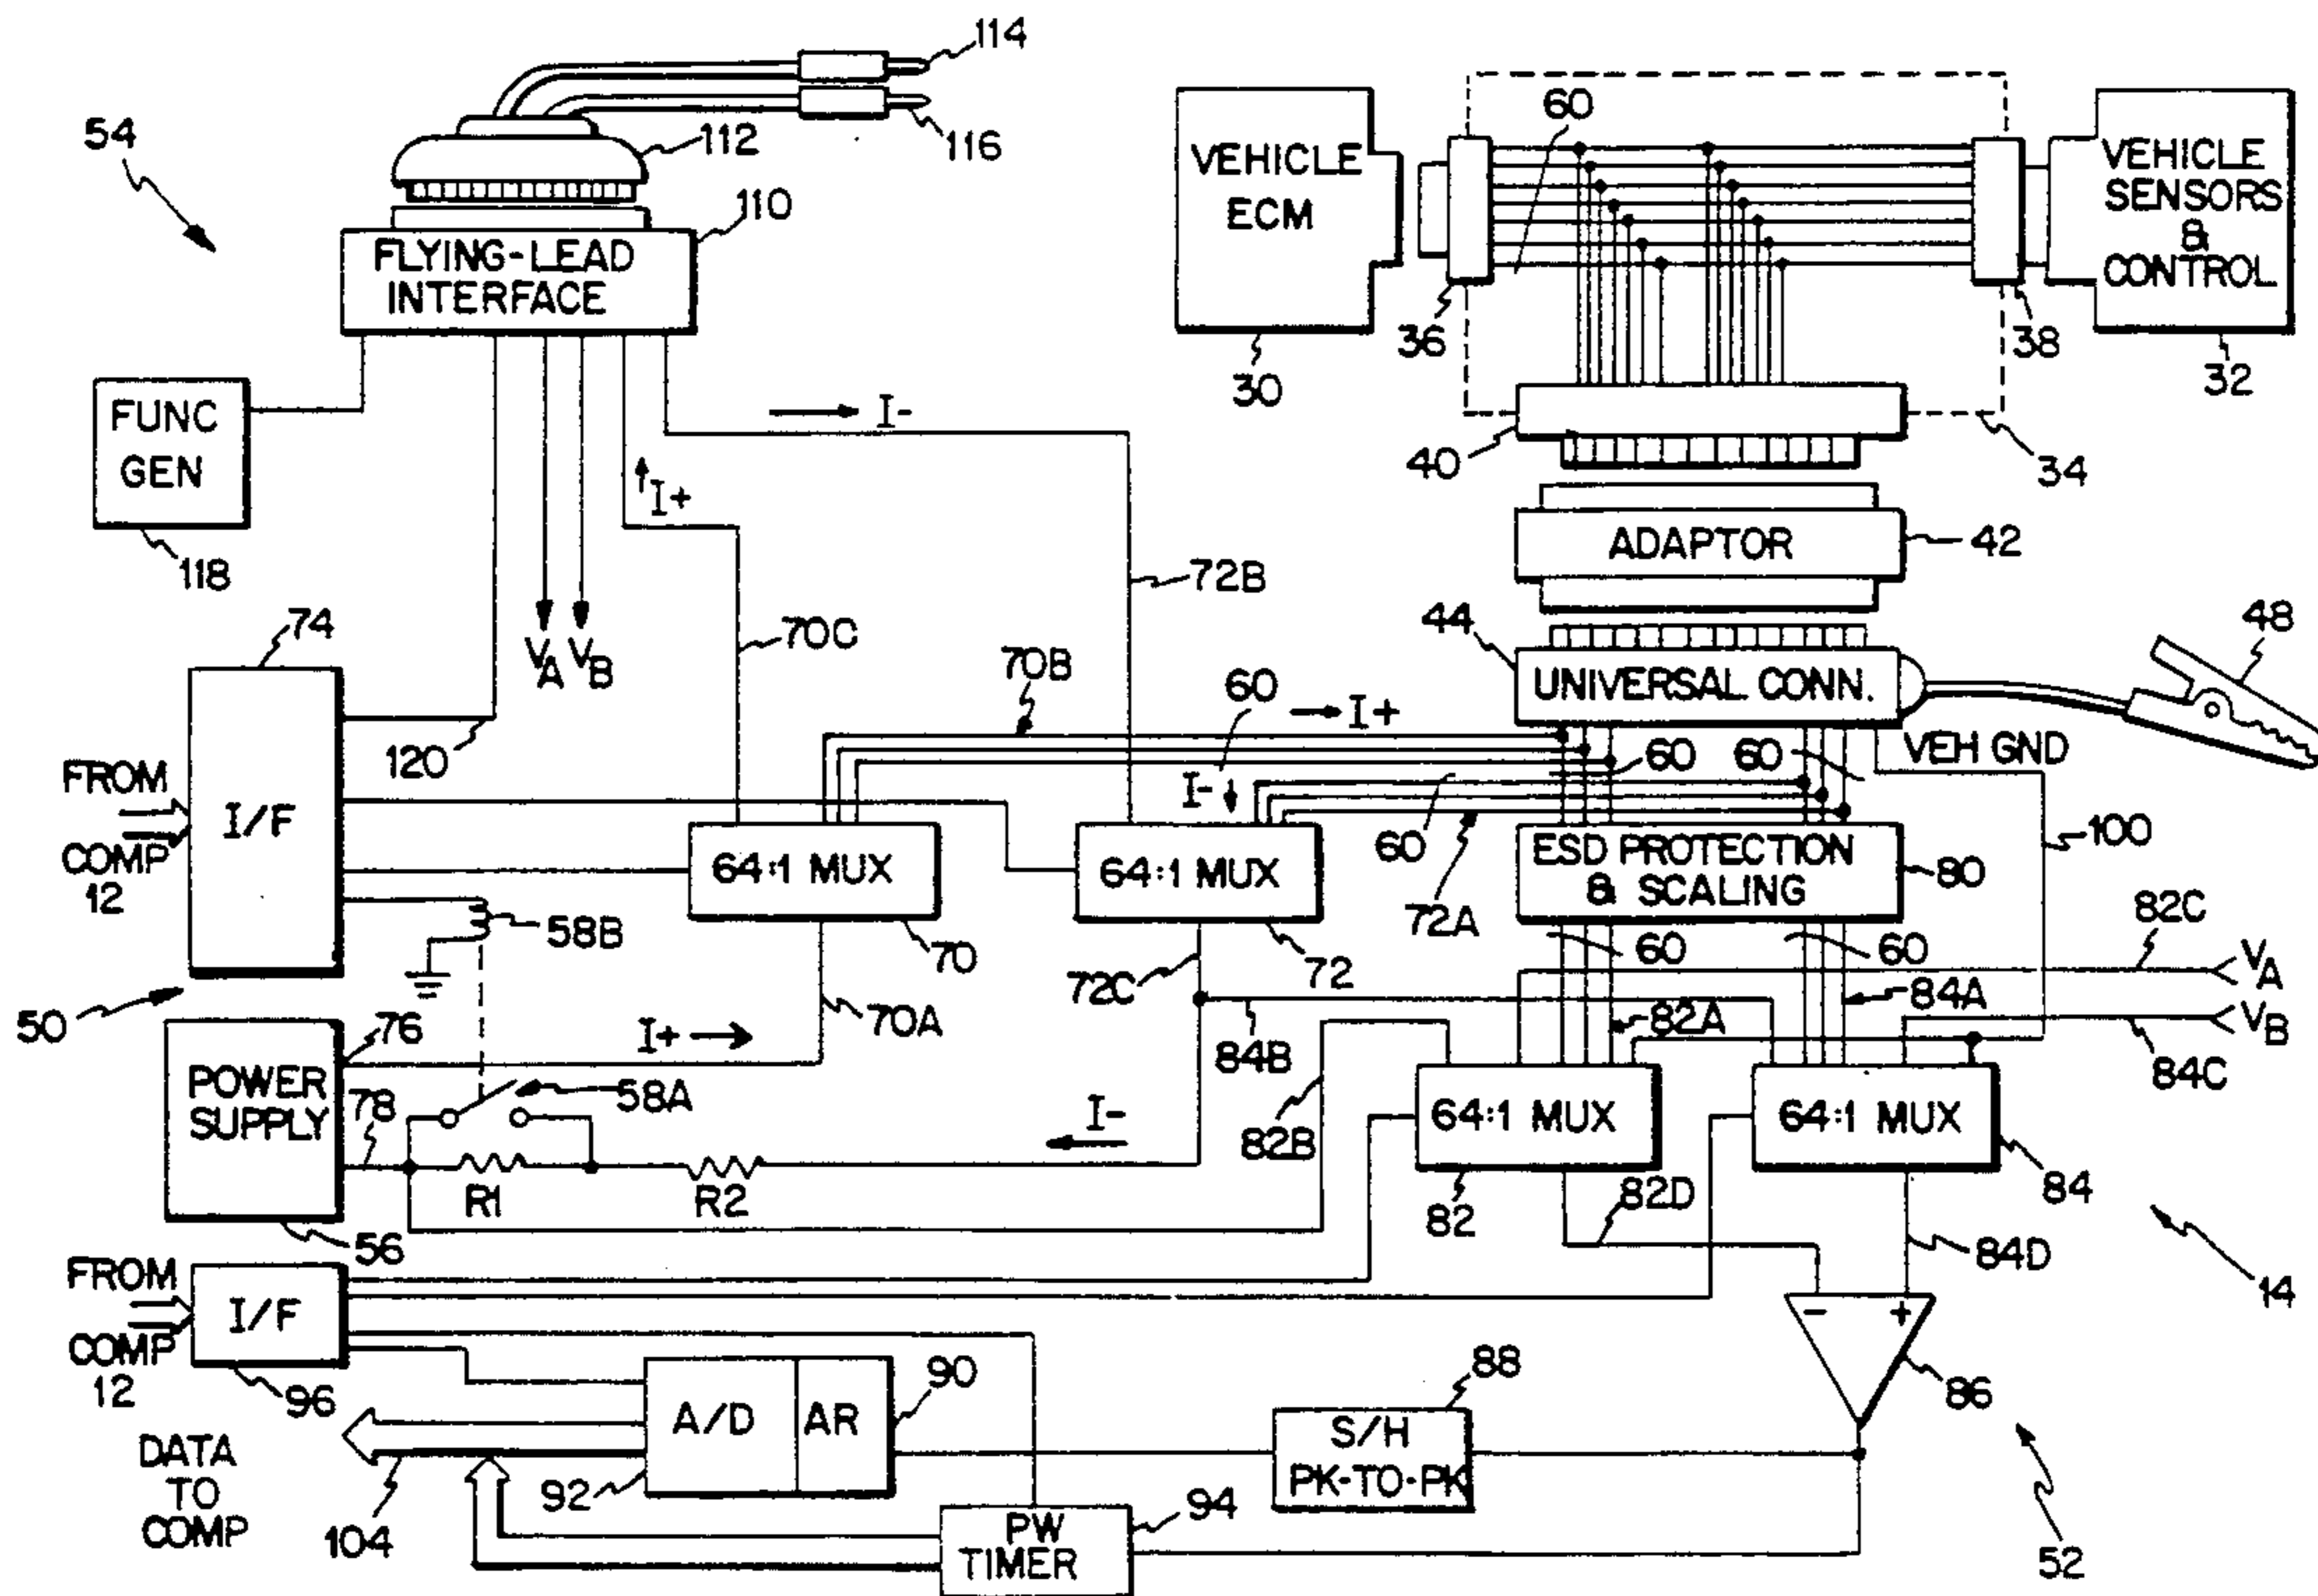 114
54
112
116
110
FLYING-LEAD
INTERFACE
FUNC
GEN
118
I-
I+
VA VB
72B
70C
74
120
FROM
COMP
12
I/F
50
58B
64:1 MUX
70
64:1 MUX
72
70B
60
I+
I-
60
72A
VEHICLE
ECM
30
60
36
38
VEHICLE
SENSORS
&
CONTROL
32
40
34
ADAPTOR
42
44
UNIVERSAL CONN.
48
VEH GND
60
60
100
ESD PROTECTION
& SCALING
80
60
60
82C
VA
84A
VB
84C
82A
72C
84B
82B
70A
I+
76
POWER
SUPPLY
78
58A
I-
R1
R2
56
64:1 MUX
82
82D
64:1 MUX
84
84D
14
FROM
COMP
12
I/F
96
- +
86
52
88
S/H
PK-TO-PK
90
A/D
AR
92
94
PW
TIMER
DATA
TO
COMP
104